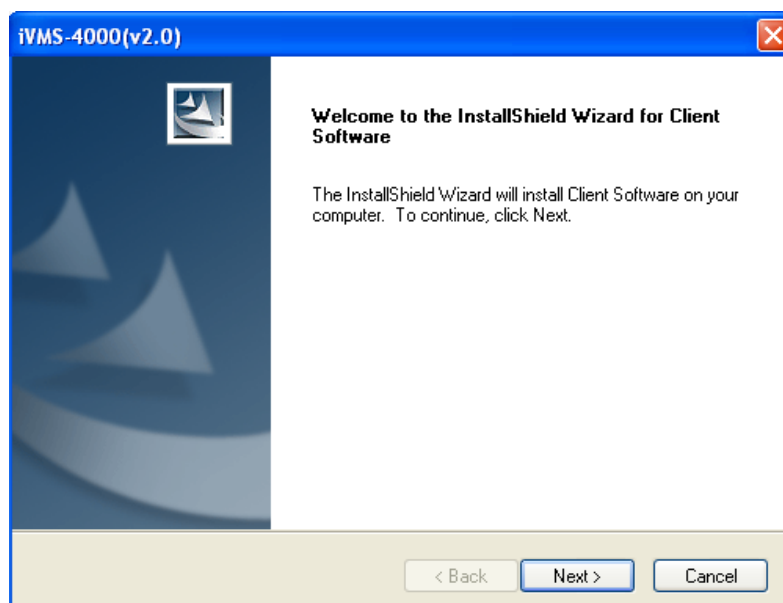 iVMS-4000(v2.0)
Welcome to the InstallShield Wizard for Client
Software
The InstallShield Wizard will install Client Software on your
computer.  To continue, click Next.
< Back
Next >
Cancel